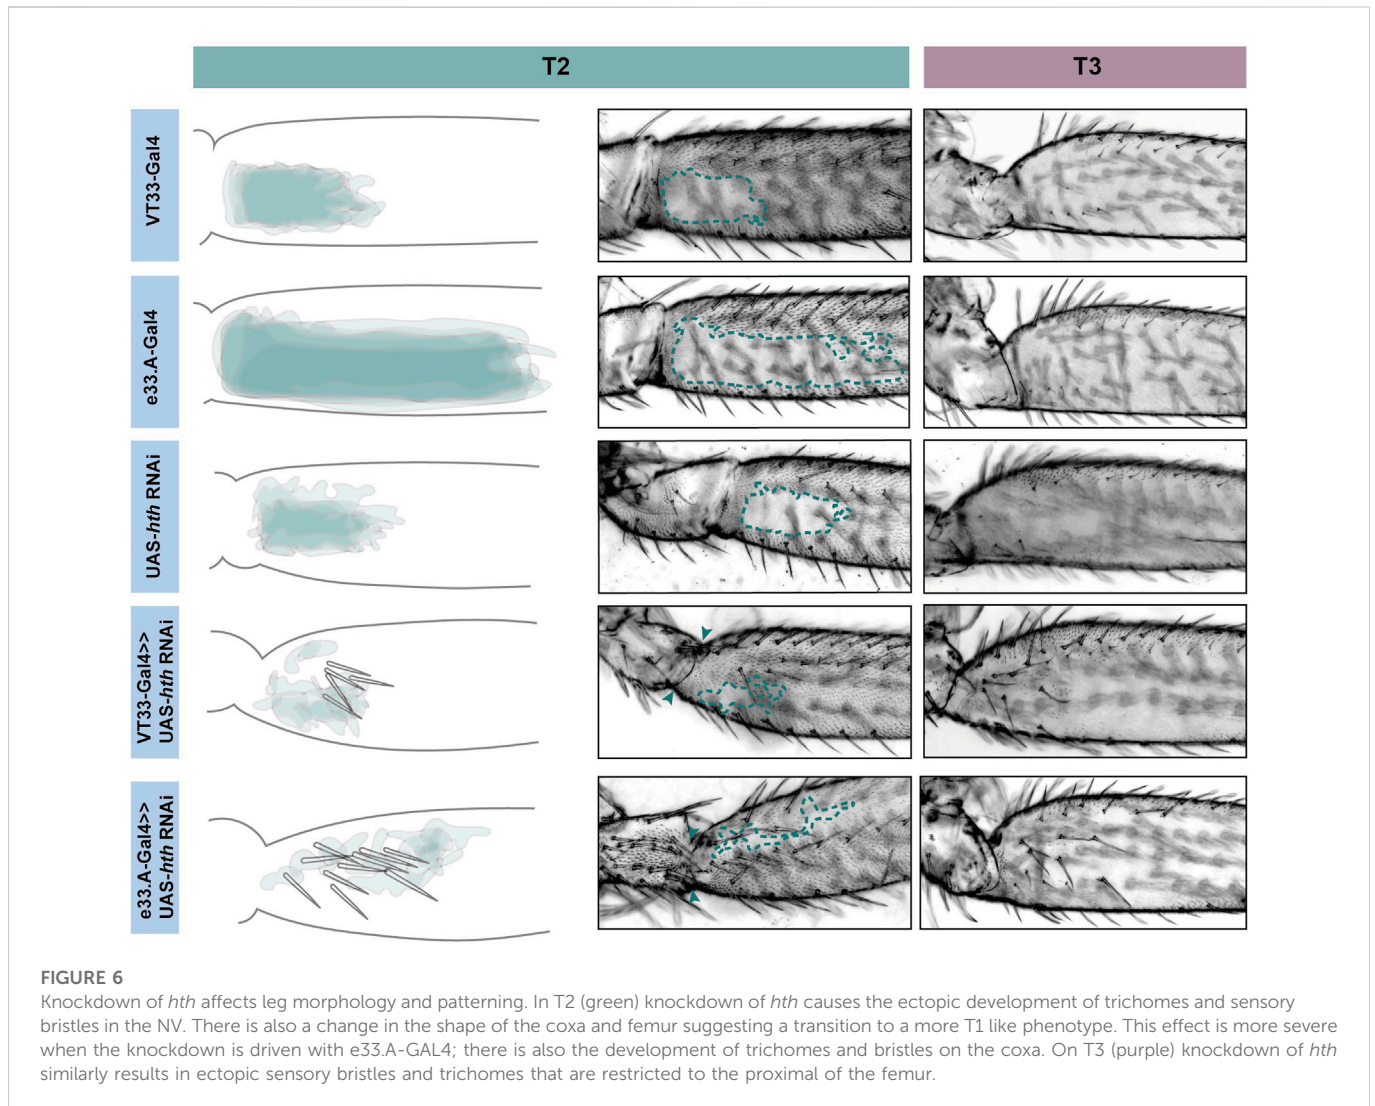 T2
T3
VT33-Gal4
e33.A-Gal4
UAS-hth RNAi
VT33-Gal4>>
UAS-hth RNAi
e33.A-Gal4>>
UAS-hth RNAi
FIGURE 6
Knockdown of hth affects leg morphology and patterning. In T2 (green) knockdown of hth causes the ectopic development of trichomes and sensory
bristles in the NV. There is also a change in the shape of the coxa and femur suggesting a transition to a more T1 like phenotype. This effect is more severe
when the knockdown is driven with e33.A-GAL4; there is also the development of trichomes and bristles on the coxa. On T3 (purple) knockdown of hth
similarly results in ectopic sensory bristles and trichomes that are restricted to the proximal of the femur.